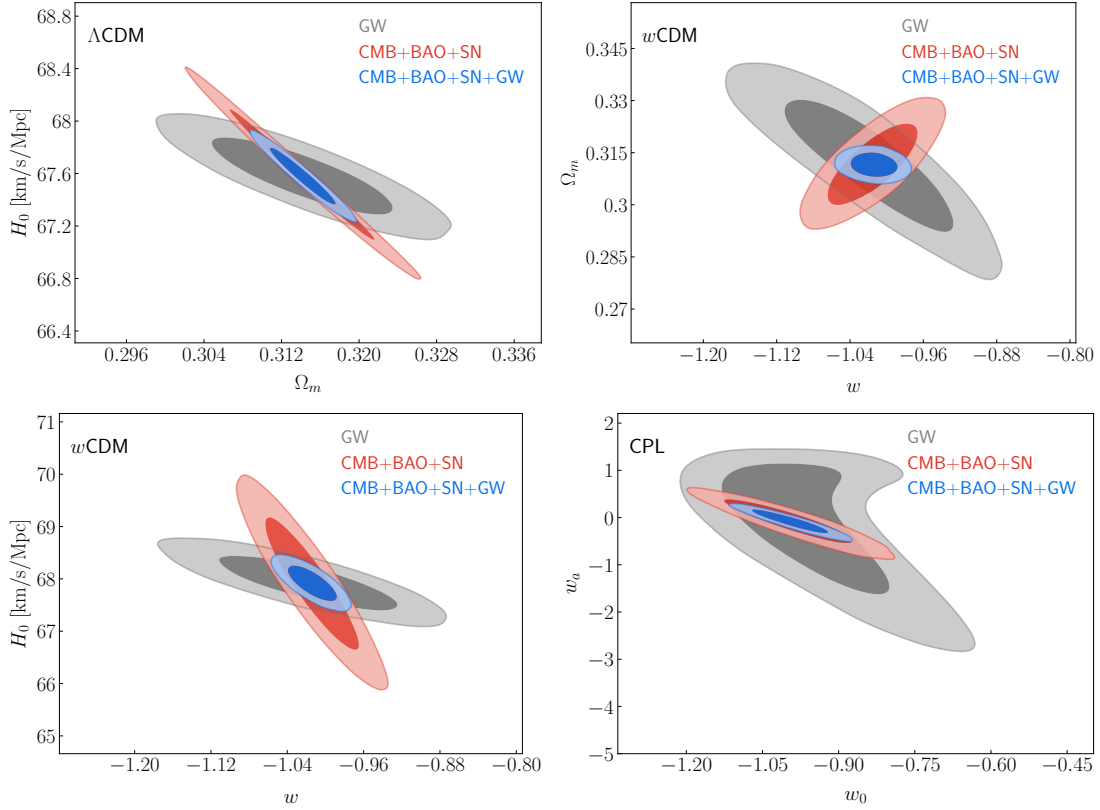 ΛCDM
GW
CMB+BAO+SN
CMB+BAO+SN+GW
68.8
68.4
68
67.6
67.2
66.8
66.4
H₀ [km/s/Mpc]
0.296 0.304 0.312 0.320 0.328 0.336
Ωₘ
wCDM
GW
CMB+BAO+SN
CMB+BAO+SN+GW
0.345
0.33
0.315
0.3
0.285
0.27
Ωₘ
−1.20 −1.12 −1.04 −0.96 −0.88 −0.80
w
wCDM
GW
CMB+BAO+SN
CMB+BAO+SN+GW
71
70
69
68
67
66
65
H₀ [km/s/Mpc]
−1.20 −1.12 −1.04 −0.96 −0.88 −0.80
w
CPL
GW
CMB+BAO+SN
CMB+BAO+SN+GW
2
1
0
−1
−2
−3
−4
−5
wₐ
−1.20 −1.05 −0.90 −0.75 −0.60 −0.45
w₀